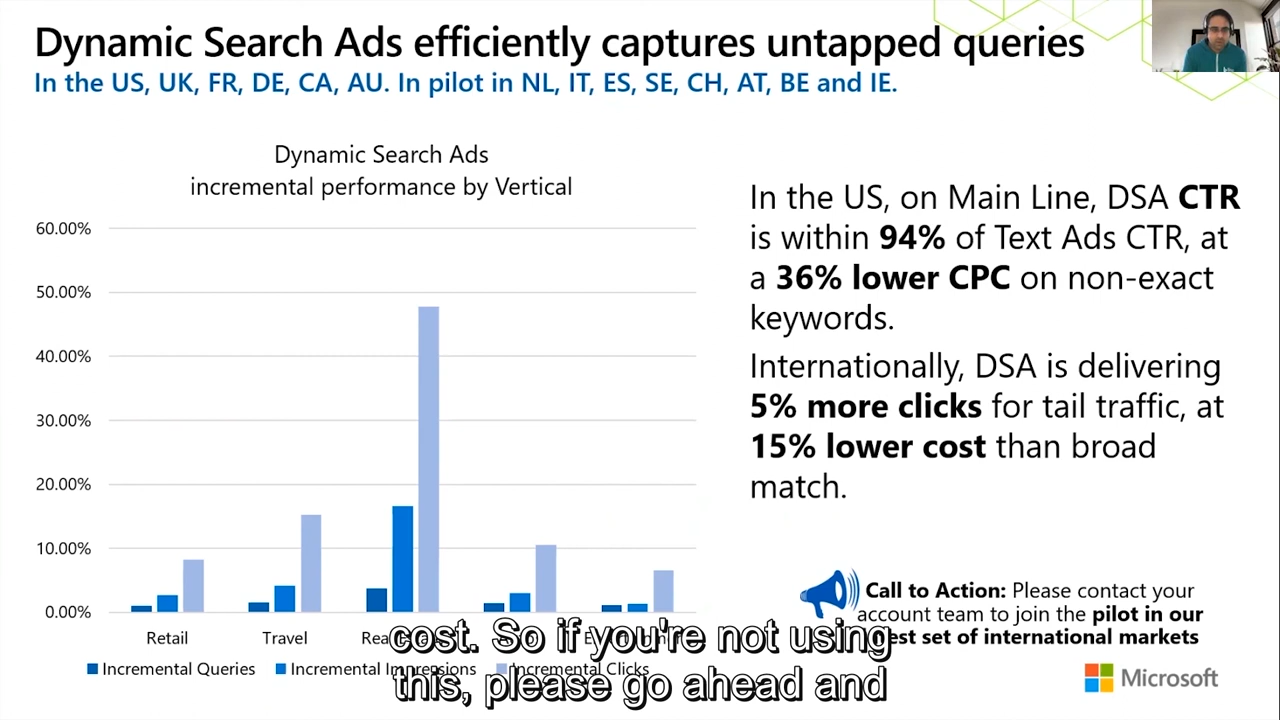 Dynamic Search Ads efficiently captures untapped queries
In the US, UK, FR, DE, CA, AU. In pilot in NL, IT, ES, SE, CH, AT, BE and IE.
Dynamic Search Ads
incremental performance by Vertical
60.00%
50.00%
40.00%
30.00%
20.00%
10.00%
0.00%
Retail
Travel
Incremental Queries
Incremental Impressions
Incremental Clicks
In the US, on Main Line, DSA CTR
is within 94% of Text Ads CTR, at
a 36% lower CPC on non-exact
keywords.
Internationally, DSA is delivering
5% more clicks for tail traffic, at
15% lower cost than broad
match.
Call to Action: Please contact your
account team to join the pilot in our
set of international markets
Microsoft
cost. So if you're not using
this, please go ahead and